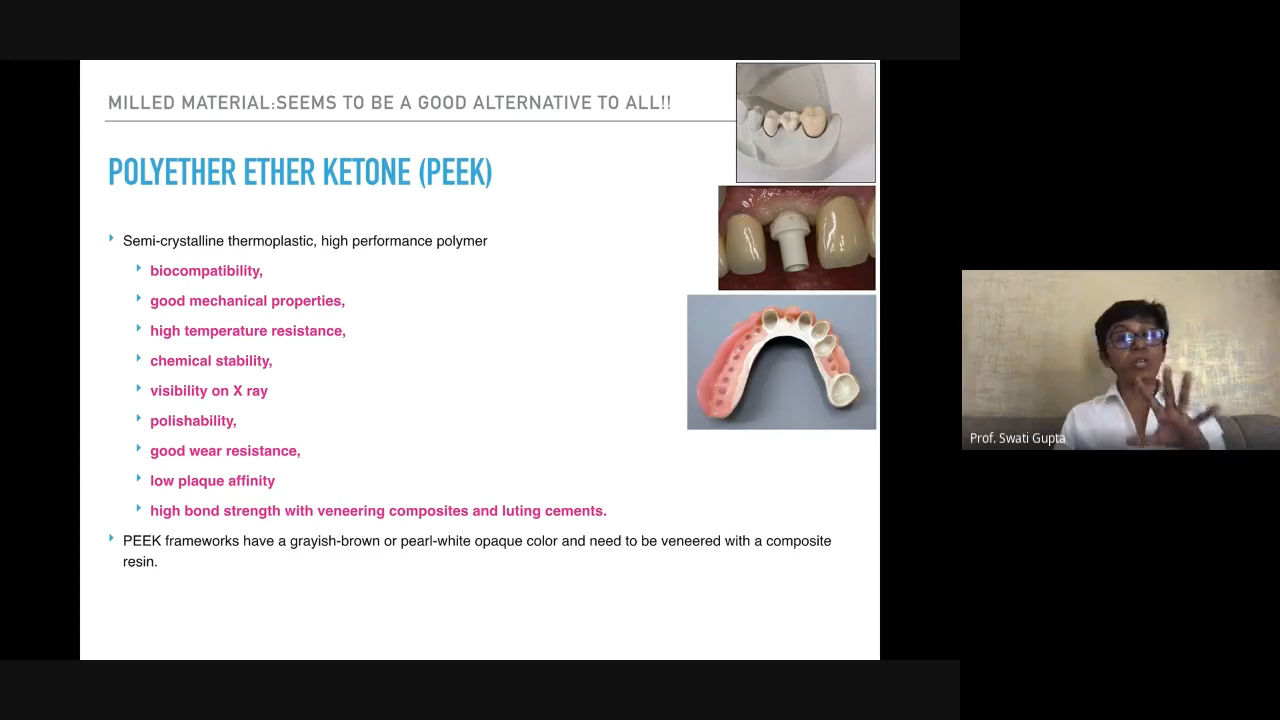 MILLED MATERIAL:SEEMS TO BE A GOOD ALTERNATIVE TO ALL!!
POLYETHER ETHER KETONE (PEEK)
Semi-crystalline thermoplastic, high performance polymer
biocompatibility,
good mechanical properties,
high temperature resistance,
chemical stability,
visibility on X ray
polishability,
good wear resistance,
low plaque affinity
high bond strength with veneering composites and luting cements.
PEEK frameworks have a grayish-brown or pearl-white opaque color and need to be veneered with a composite
resin.
Prof. Swati Gupta